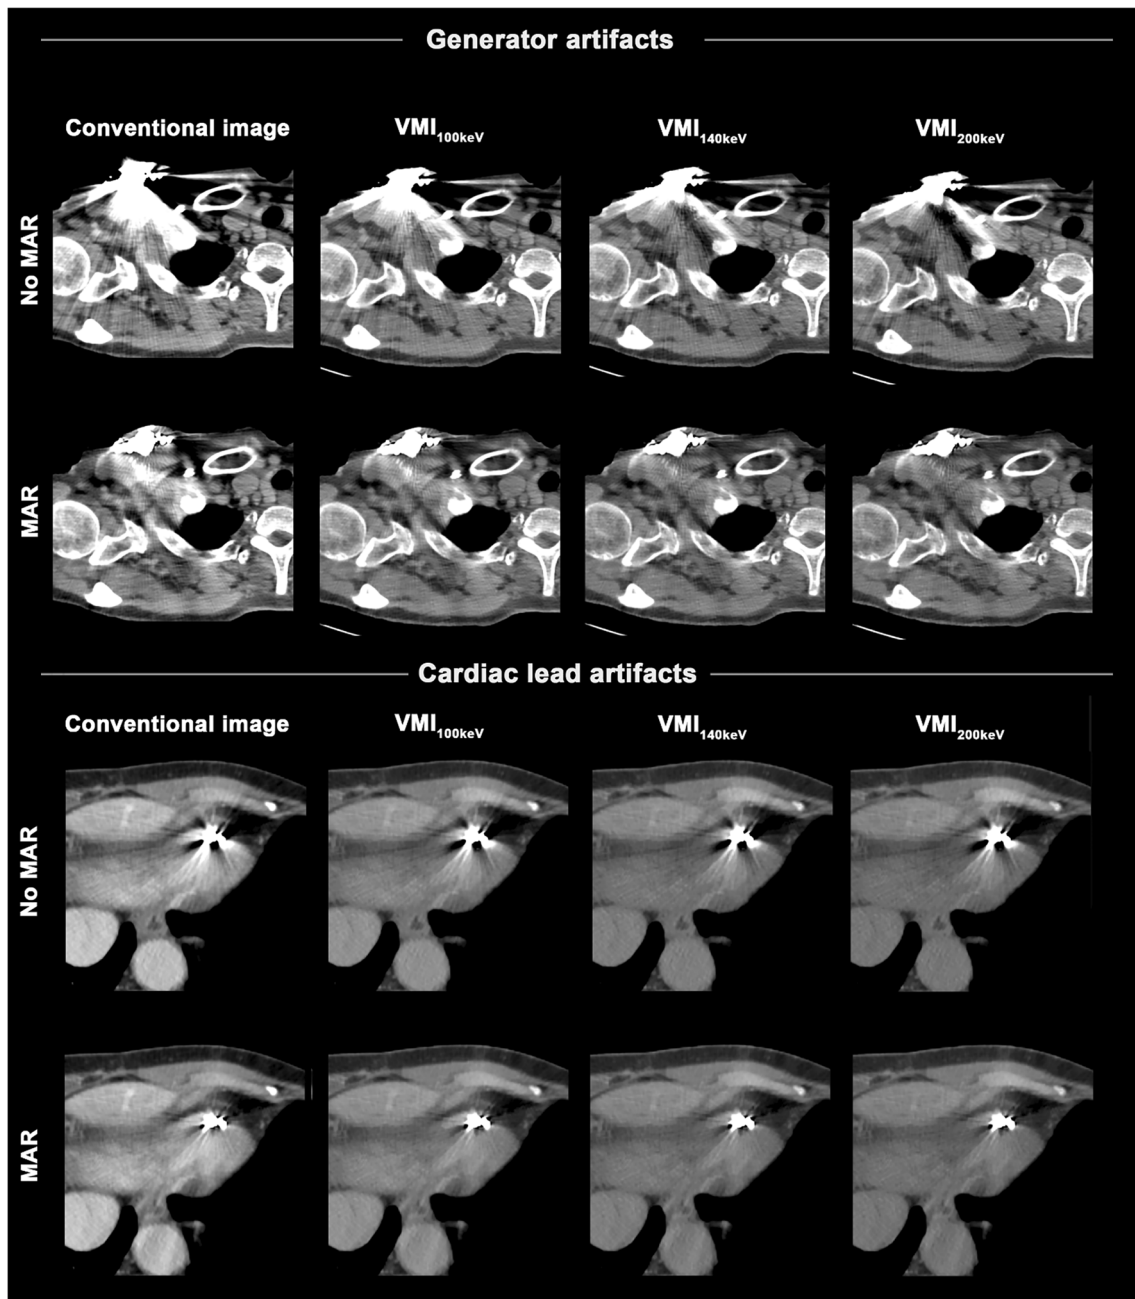 Generator artifacts
Conventional image VMI100keV VMI140keV VMI200keV
No MAR
MAR
Cardiac lead artifacts
Conventional image VMI100keV VMI140keV VMI200keV
No MAR
MAR